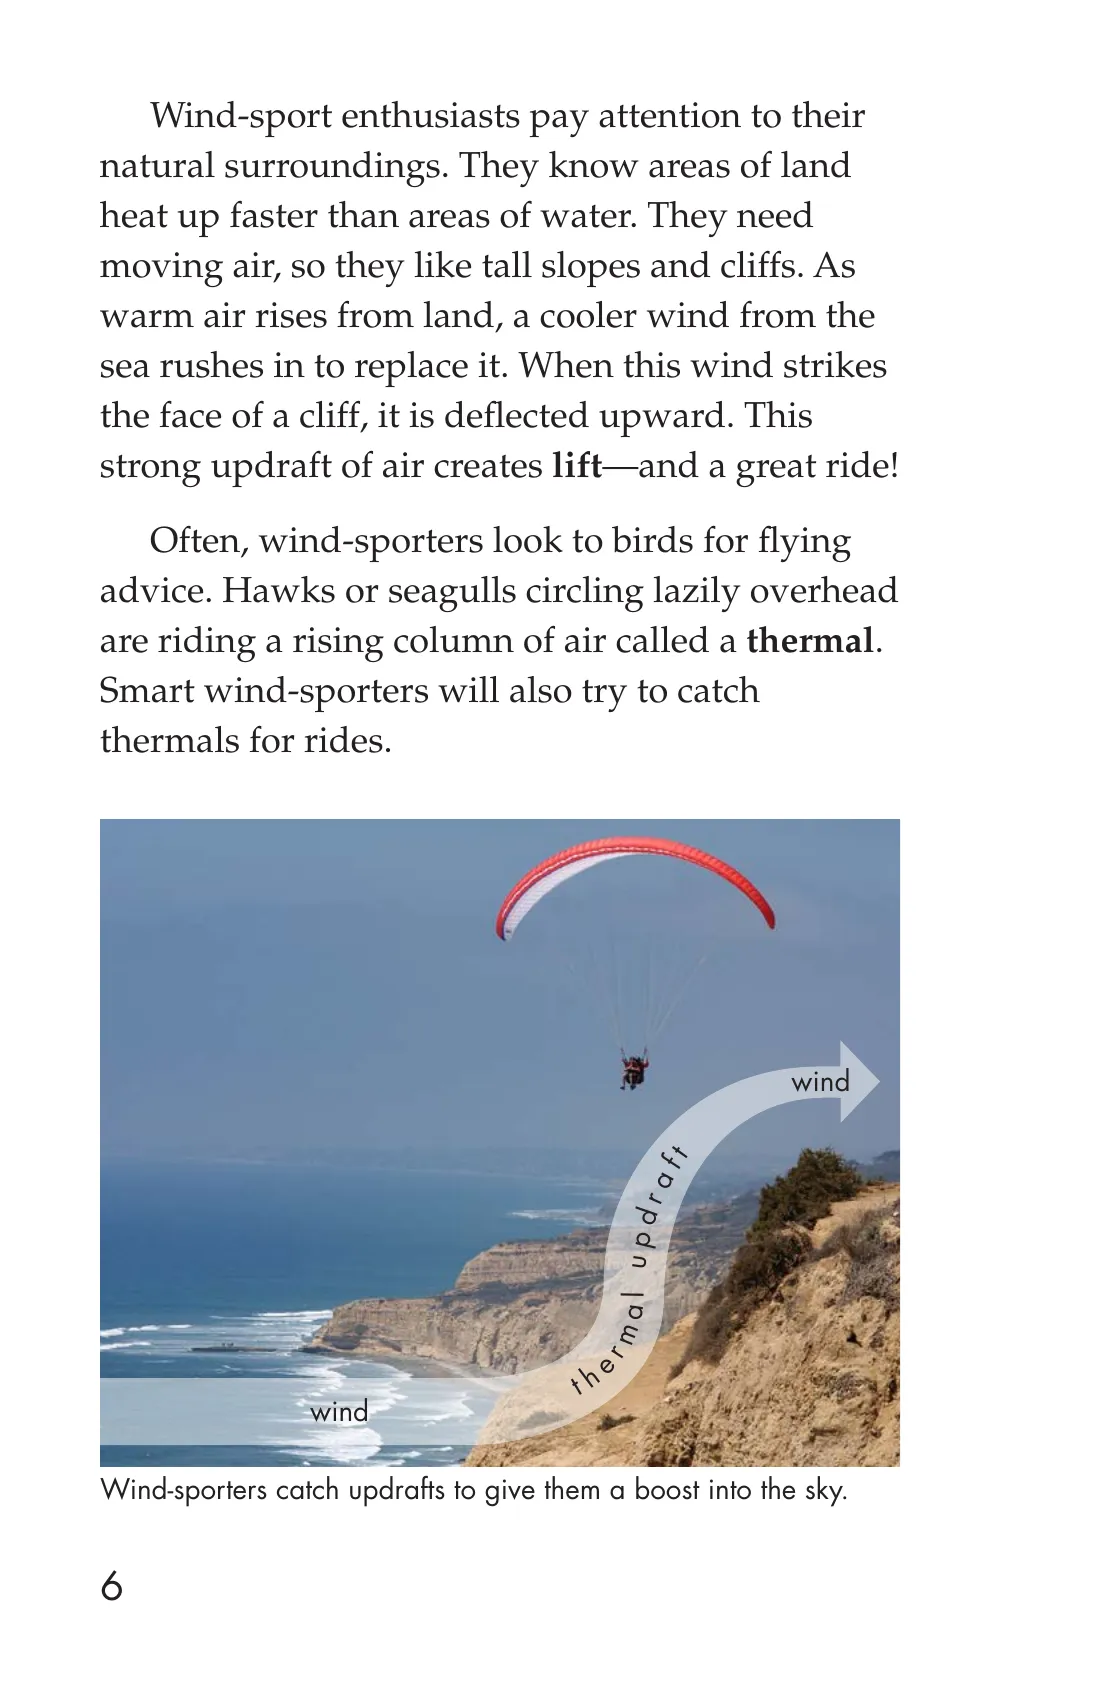 Wind-sport enthusiasts pay attention to their
natural surroundings. They know areas of land
heat up faster than areas of water. They need
moving air, so they like tall slopes and cliffs. As
warm air rises from land, a cooler wind from the
sea rushes in to replace it. When this wind strikes
the face of a cliff, it is deflected upward. This
strong updraft of air creates lift—and a great ride!
Often, wind-sporters look to birds for flying
advice. Hawks or seagulls circling lazily overhead
are riding a rising column of air called a thermal.
Smart wind-sporters will also try to catch
thermals for rides.
wind
thermal updraft
wind
Wind-sporters catch updrafts to give them a boost into the sky.
6